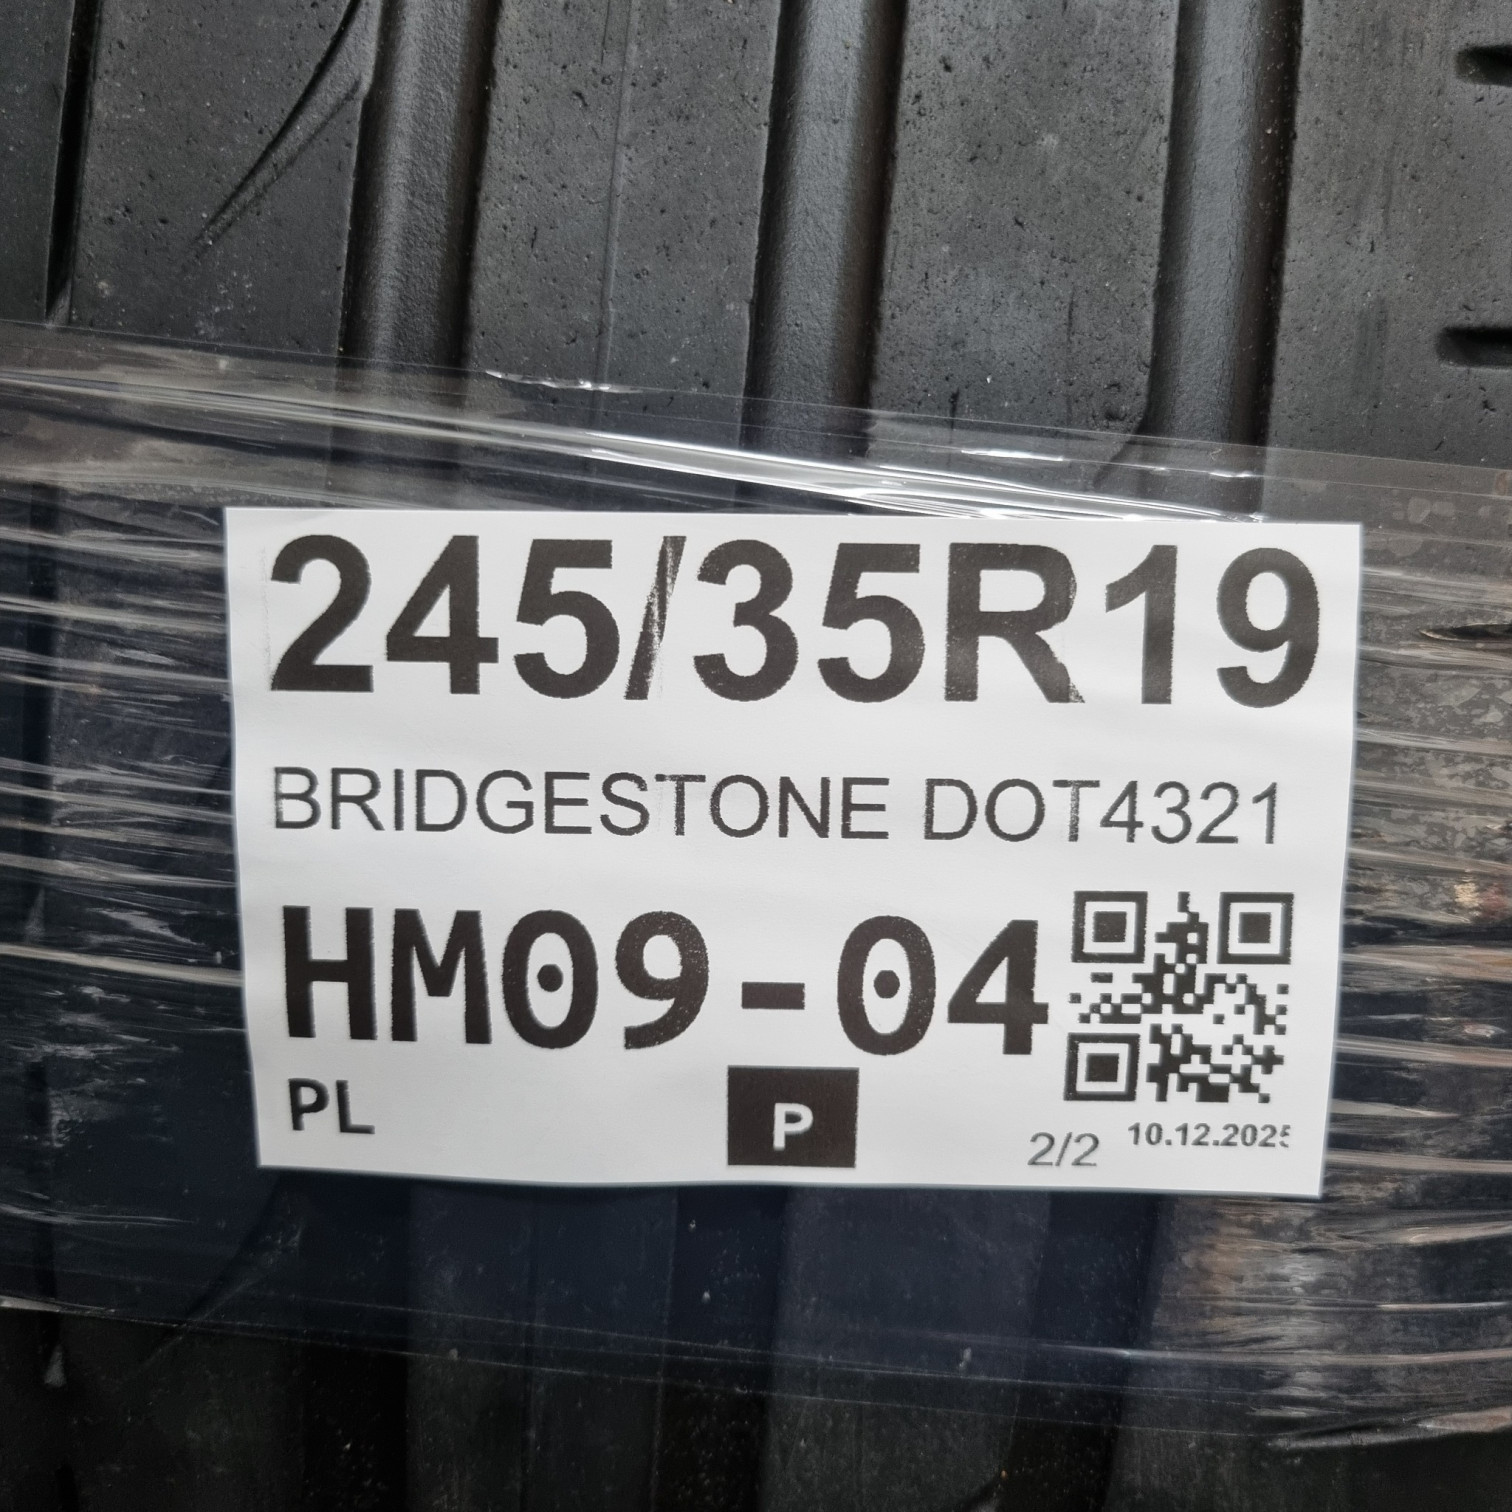 245/35R19
BRIDGESTONE DOT4321
HM09-04
PL
P
2/2
10.12.2025